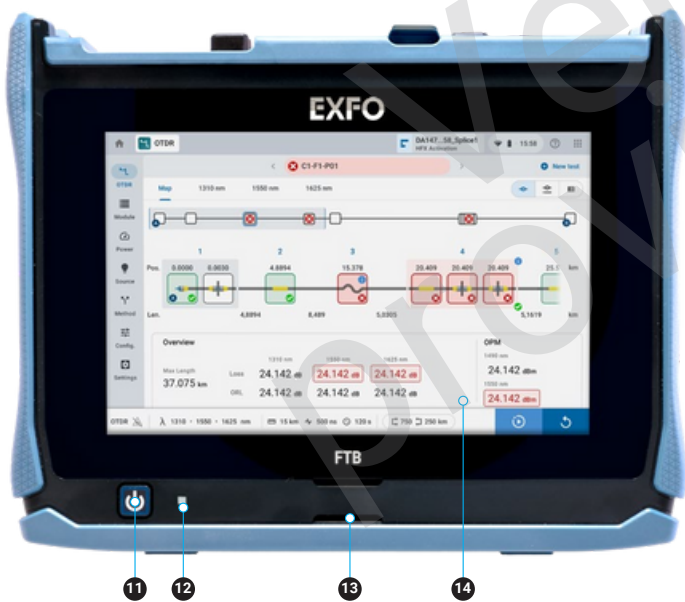 EXFO
OTDR
DA147...58_Splice1
HPX Activation
15:58
C1-F1-P01
New test
OTDR
Module
Power
Source
Method
Config.
Settings
Map 1310 nm 1550 nm 1625 nm
1 2 3 4 5
Pos. 0.0000 0.0030 4.8894 15.378 20.409 20.409 20.409 25.5 km
Len. 4,8894 8,489 5,0305 5,1619 km
Overview
1310 nm 1550 nm 1625 nm
Max Length
37.075 km
Loss 24.142 dB 24.142 dB 24.142 dB
ORL 24.142 dB 24.142 dB 24.142 dB
OPM
1490 nm
24.142 dBm
1550 nm
24.142 dBm
OTDR λ 1310 • 1550 • 1625 nm 15 km 500 ns 120 s 750 250 km
FTB
11 12 13 14